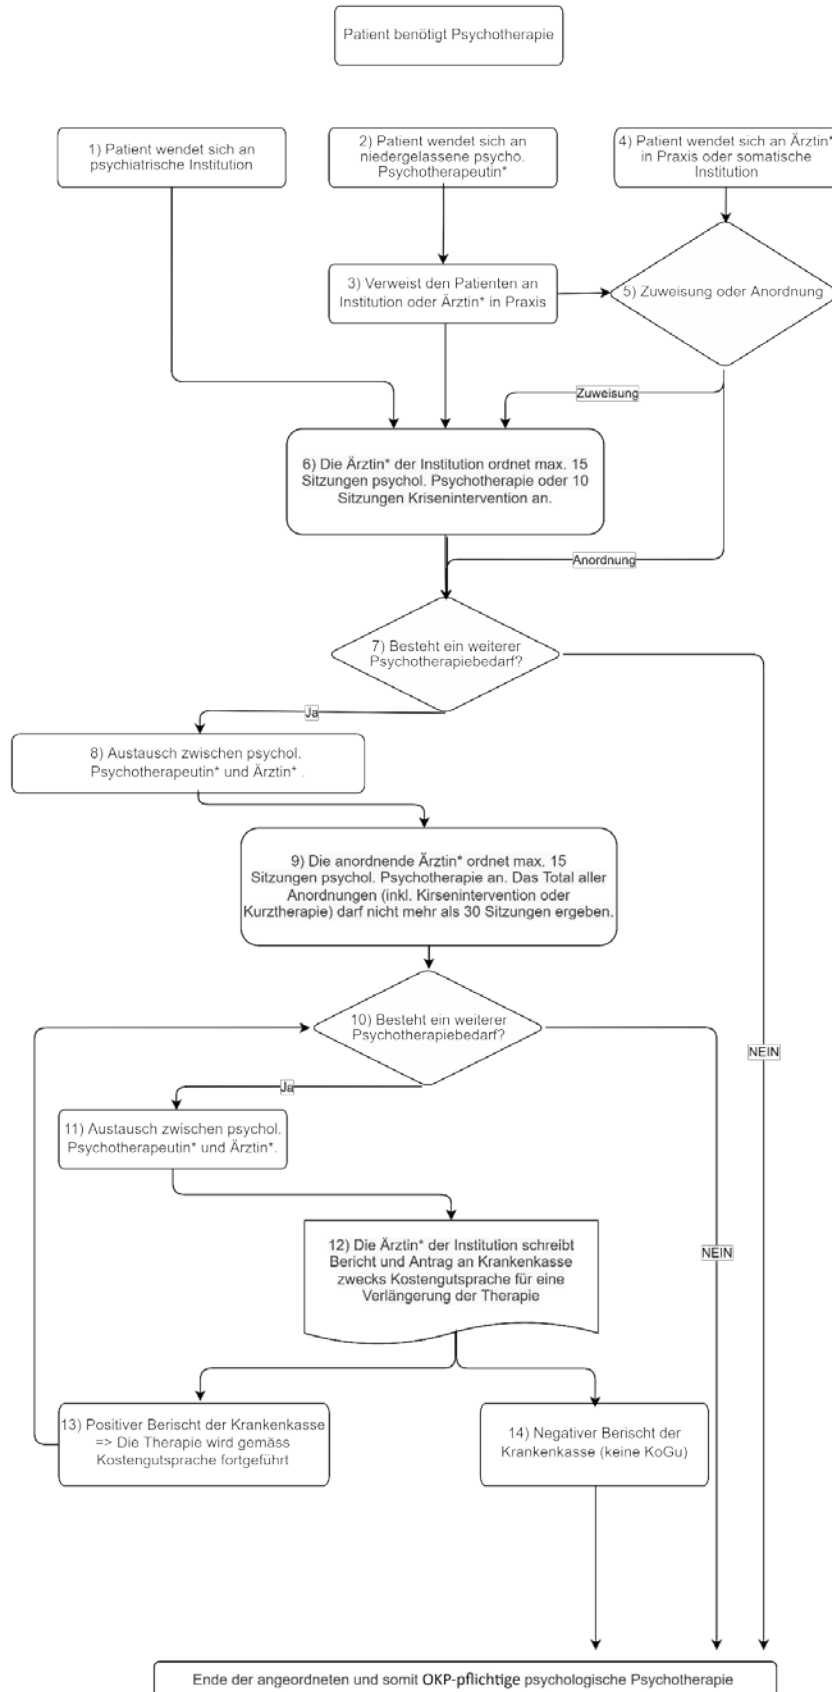 Patient benötigt Psychotherapie
1) Patient wendet sich an
psychiatrische Institution
2) Patient wendet sich an
niedergelassene psycho.
Psychotherapeutin*
4) Patient wendet sich an Ärztin*
in Praxis oder somatische
Institution
3) Verweist den Patienten an
Institution oder Ärztin* in Praxis
5) Zuweisung oder Anordnung
Zuweisung
6) Die Ärztin* der Institution ordnet max. 15
Sitzungen psychol. Psychotherapie oder 10
Sitzungen Krisenintervention an.
Anordnung
7) Besteht ein weiterer
Psychotherapiebedarf?
Ja
8) Austausch zwischen psychol.
Psychotherapeutin* und Ärztin* .
9) Die anordnende Ärztin* ordnet max. 15
Sitzungen psychol. Psychotherapie an. Das Total aller
Anordnungen (inkl. Kirsenintervention oder
Kurztherapie) darf nicht mehr als 30 Sitzungen ergeben.
10) Besteht ein weiterer
Psychotherapiebedarf?
NEIN
Ja
11) Austausch zwischen psychol.
Psychotherapeutin* und Ärztin*.
12) Die Ärztin* der Institution schreibt
Bericht und Antrag an Krankenkasse
zwecks Kostengutsprache für eine
Verlängerung der Therapie
NEIN
13) Positiver Berischt der Krankenkasse
=> Die Therapie wird gemäss
Kostengutsprache fortgeführt
14) Negativer Berischt der
Krankenkasse (keine KoGu)
Ende der angeordneten und somit OKP-pflichtige psychologische Psychotherapie